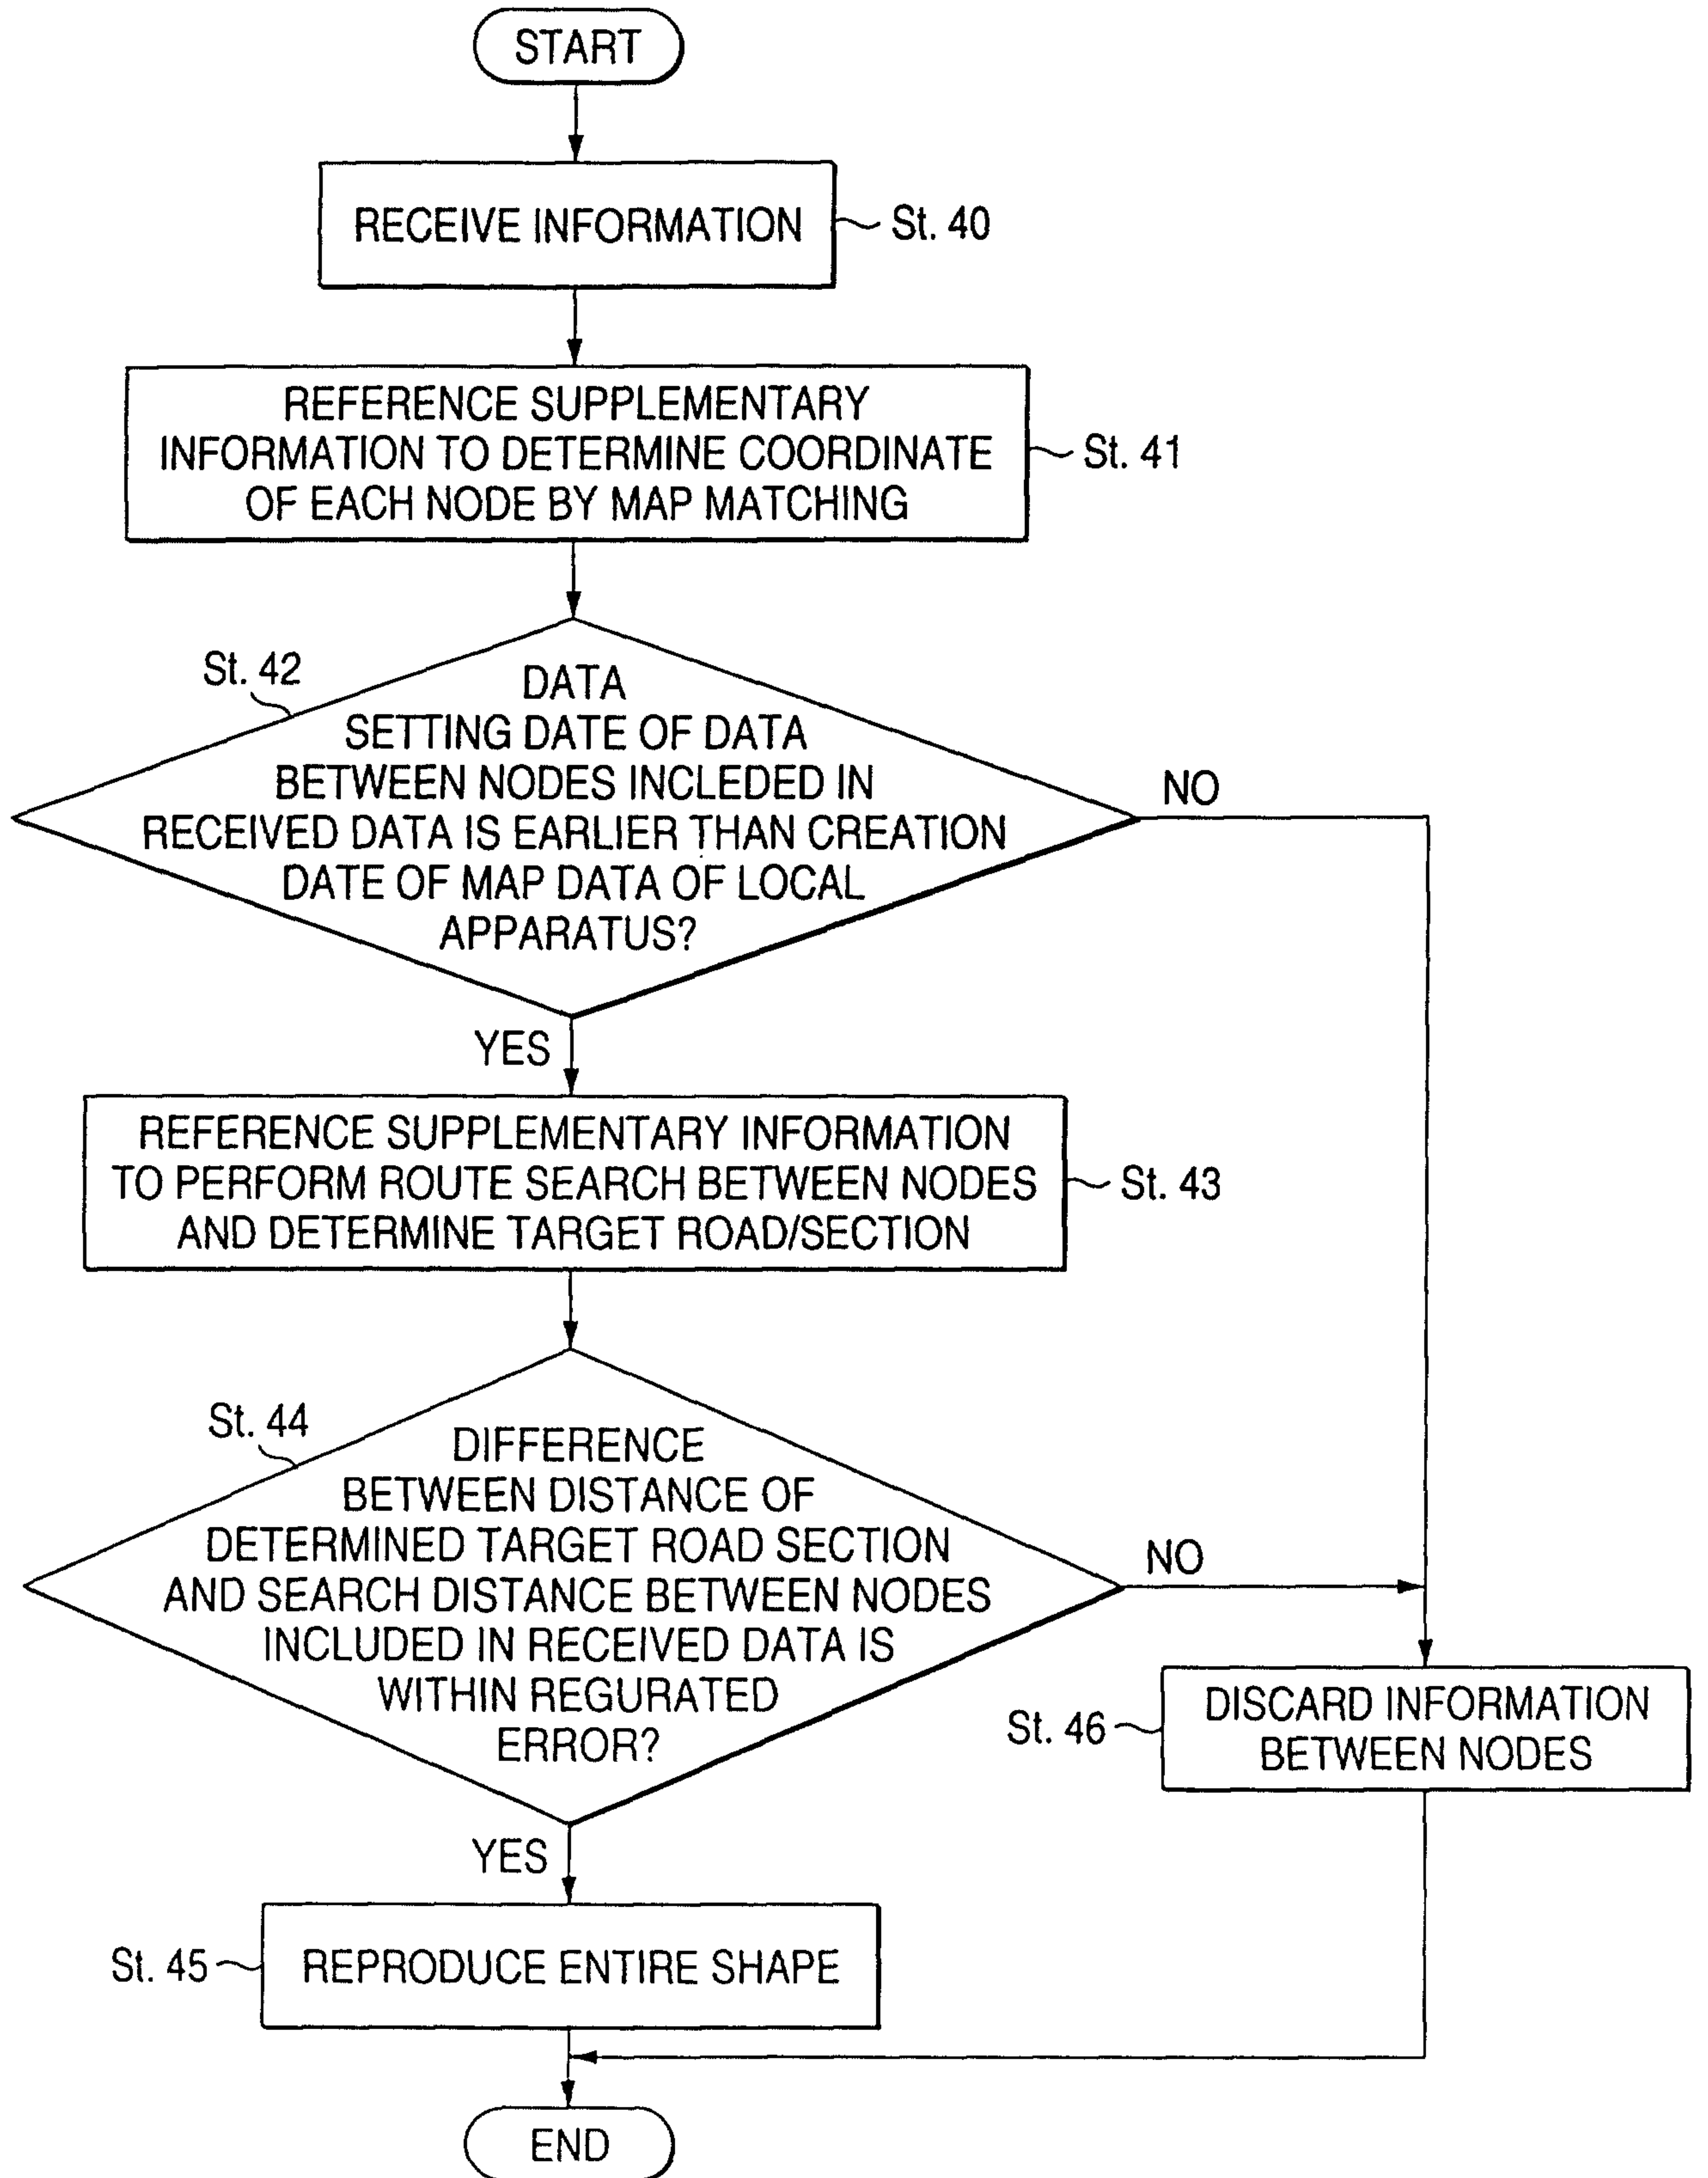 START
RECEIVE INFORMATION
St. 40
REFERENCE SUPPLEMENTARY
INFORMATION TO DETERMINE COORDINATE
OF EACH NODE BY MAP MATCHING
St. 41
St. 42
DATA
SETTING DATE OF DATA
BETWEEN NODES INCLEDED IN
RECEIVED DATA IS EARLIER THAN CREATION
DATE OF MAP DATA OF LOCAL
APPARATUS?
NO
YES
REFERENCE SUPPLEMENTARY INFORMATION
TO PERFORM ROUTE SEARCH BETWEEN NODES
AND DETERMINE TARGET ROAD/SECTION
St. 43
St. 44
DIFFERENCE
BETWEEN DISTANCE OF
DETERMINED TARGET ROAD SECTION
AND SEARCH DISTANCE BETWEEN NODES
INCLUDED IN RECEIVED DATA IS
WITHIN REGURATED
ERROR?
NO
St. 46
DISCARD INFORMATION
BETWEEN NODES
YES
St. 45
REPRODUCE ENTIRE SHAPE
END